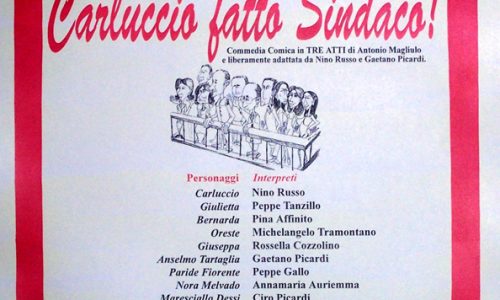 Carluccio fatto Sindaco!
Commedia Comica in TRE ATTI di Antonio Magliulo
e liberamente adattata da Nino Russo e Gaetano Picardi.
Personaggi Interpreti
Carluccio Nino Russo
Giulietta Peppe Tanzillo
Bernarda Pina Affinito
Oreste Michelangelo Tramontano
Giuseppa Rossella Cozzolino
Anselmo Tartaglia Gaetano Picardi
Paride Fiorente Peppe Gallo
Nora Melvado Annamaria Auriemma
Maresciallo Dessi Ciro Picardi